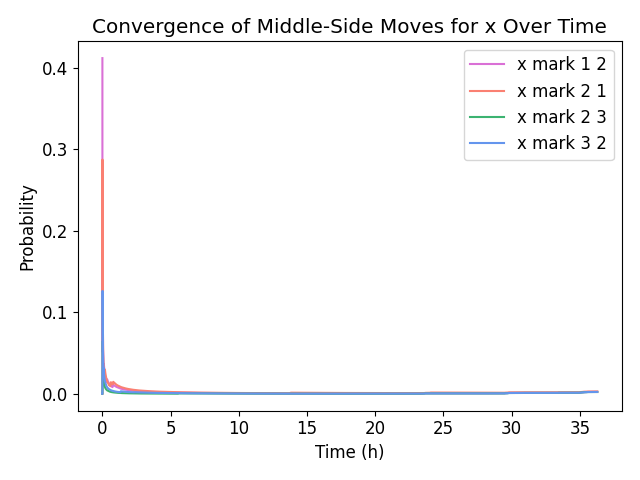 Convergence of Middle-Side Moves for x Over Time
x mark 1 2
x mark 2 1
x mark 2 3
x mark 3 2
0.4
0.3
0.2
0.1
0.0
Probability
0 5 10 15 20 25 30 35
Time (h)